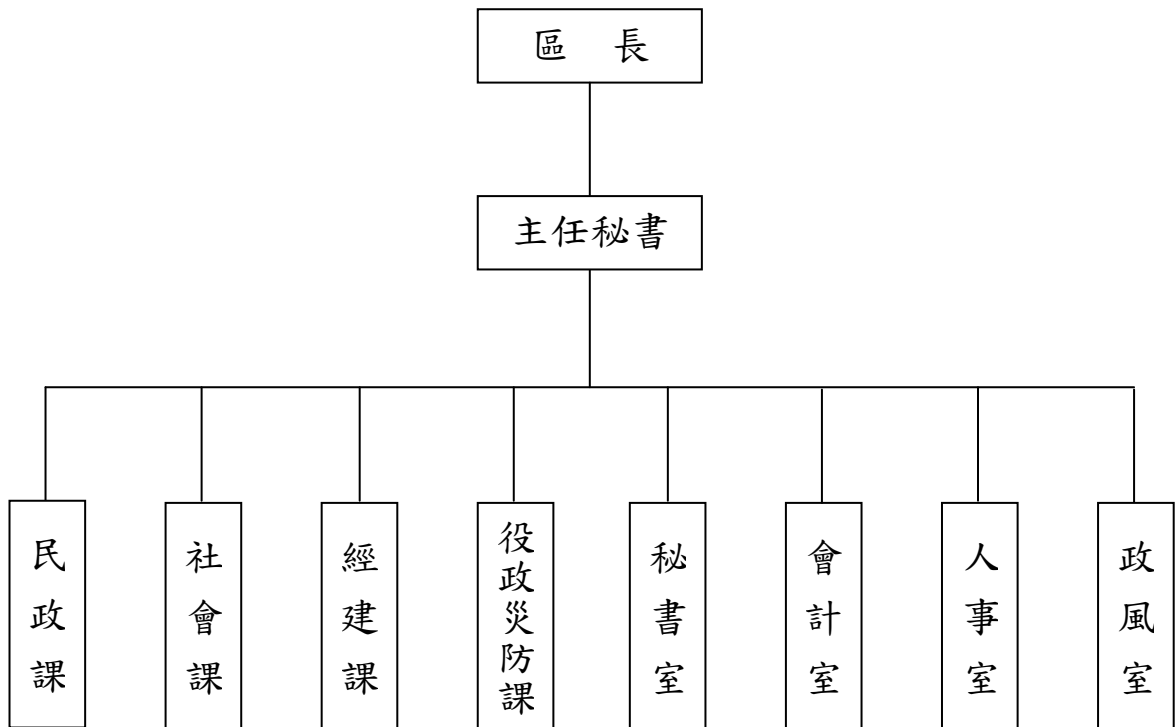 區　長
主任秘書
民政課
社會課
經建課
役政災防課
秘書室
會計室
人事室
政風室